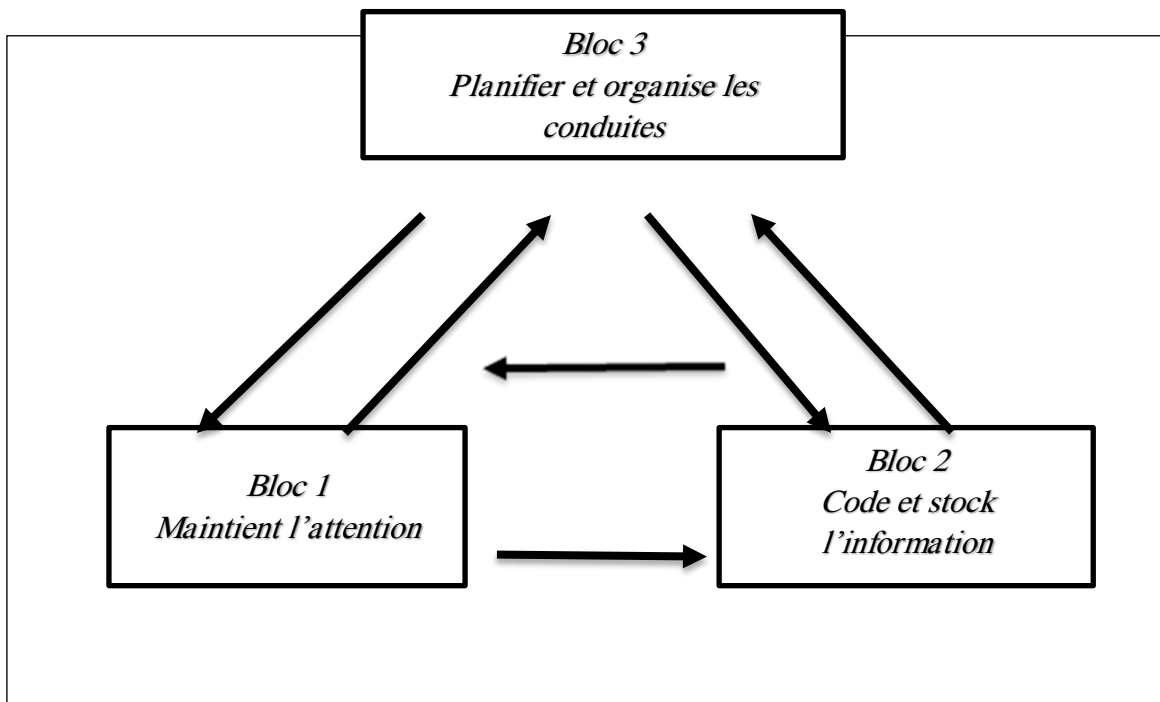 Bloc 3
Planifier et organise les
conduites
Bloc 1
Maintient l’attention
Bloc 2
Code et stock
l’information